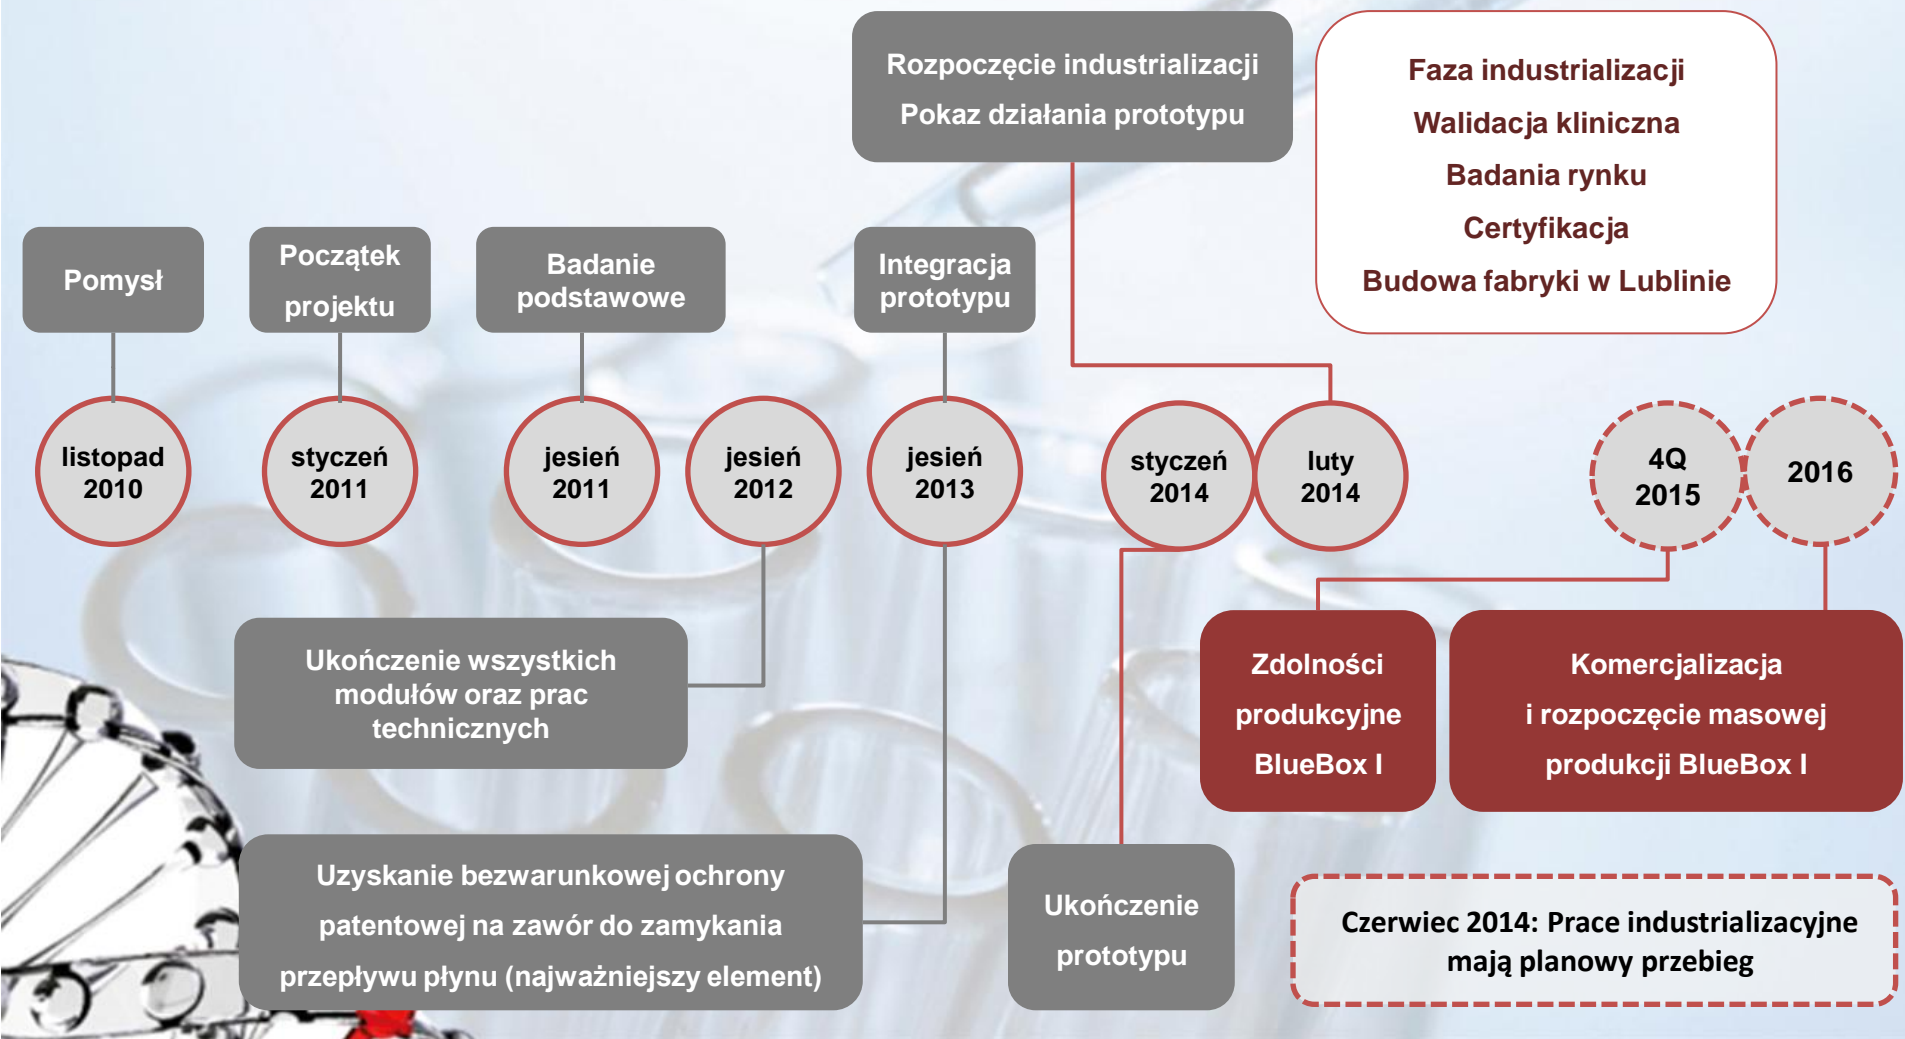 Rozpoczęcie industrializacji
Pokaz działania prototypu
Faza industrializacji
Walidacja kliniczna
Badania rynku
Certyfikacja
Budowa fabryki w Lublinie
Pomysł
Początek
projektu
Badanie
podstawowe
Integracja
prototypu
listopad
2010
styczeń
2011
jesień
2011
jesień
2012
jesień
2013
styczeń
2014
luty
2014
4Q
2015
2016
Ukończenie wszystkich
modułów oraz prac
technicznych
Zdolności
produkcyjne
BlueBox I
Komercjalizacja
i rozpoczęcie masowej
produkcji BlueBox I
Uzyskanie bezwarunkowej ochrony
patentowej na zawór do zamykania
przepływu płynu (najważniejszy element)
Ukończenie
prototypu
Czerwiec 2014: Prace industrializacyjne
mają planowy przebieg